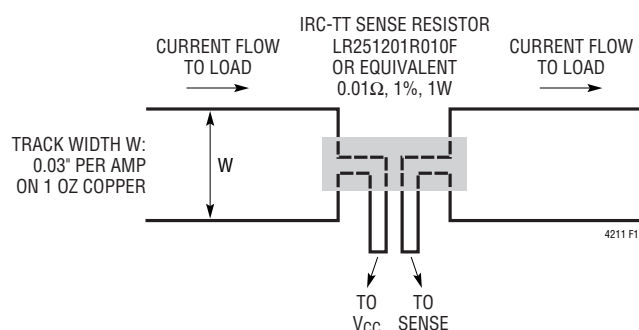 IRC-TT SENSE RESISTOR
LR251201R010F
OR EQUIVALENT
0.01Ω, 1%, 1W
CURRENT FLOW
TO LOAD
CURRENT FLOW
TO LOAD
TRACK WIDTH W:
0.03" PER AMP
ON 1 OZ COPPER
W
4211 F1
TO
VCC
TO
SENSE